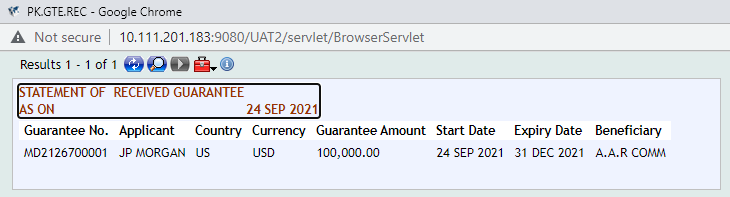 PK.GTE.REC - Google Chrome
Not secure | 10.111.201.183:9080/UAT2/servlet/BrowserServlet
Results 1 - 1 of 1
STATEMENT OF RECEIVED GUARANTEE
AS ON 24 SEP 2021
Guarantee No. Applicant Country Currency Guarantee Amount Start Date Expiry Date Beneficiary
MD2126700001 JP MORGAN US USD 100,000.00 24 SEP 2021 31 DEC 2021 A.A.R COMM